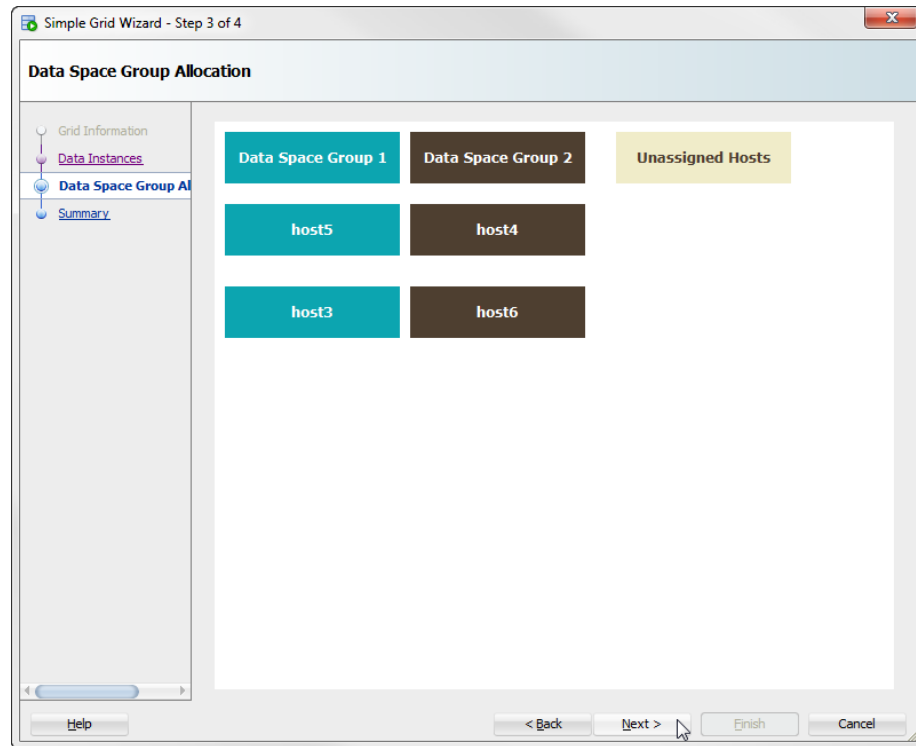 Simple Grid Wizard - Step 3 of 4
Data Space Group Allocation
Grid Information
Data Instances
Data Space Group Al
Summary
Data Space Group 1 Data Space Group 2 Unassigned Hosts
host5 host4
host3 host6
Help < Back Next > Finish Cancel